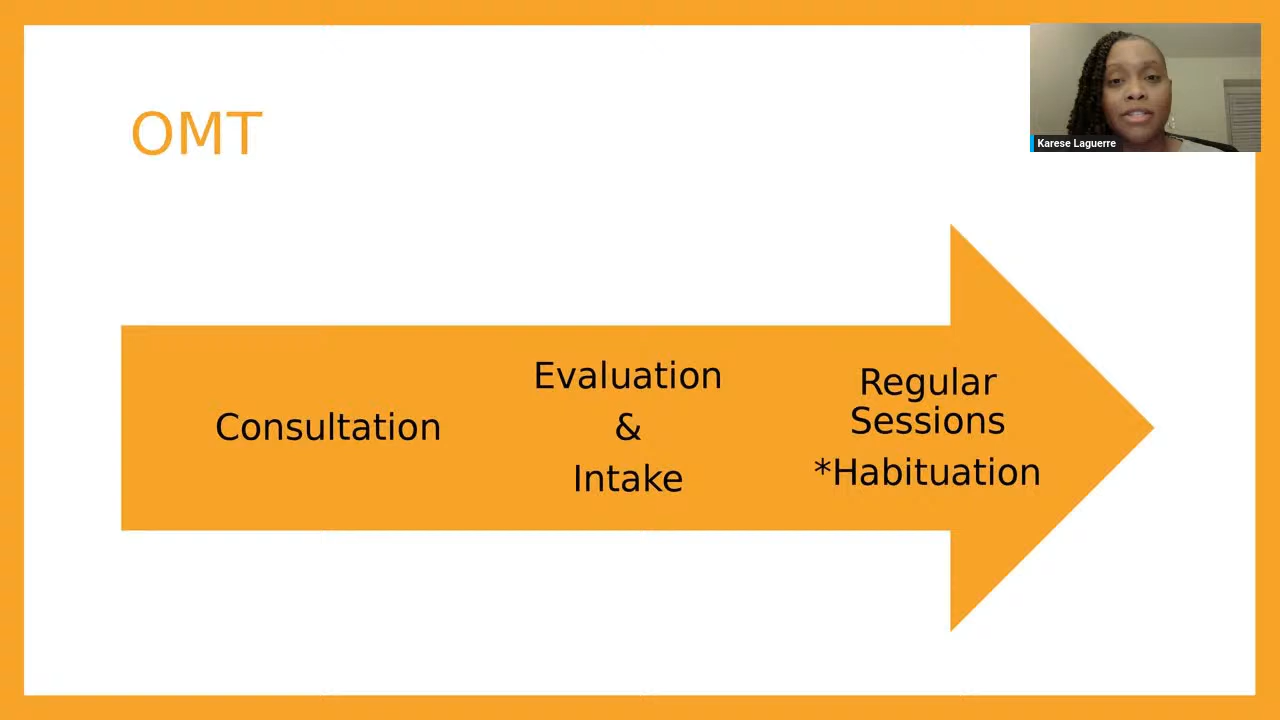 OMT
Karese Laguerre
Consultation
Evaluation
&
Intake
Regular
Sessions
*Habituation